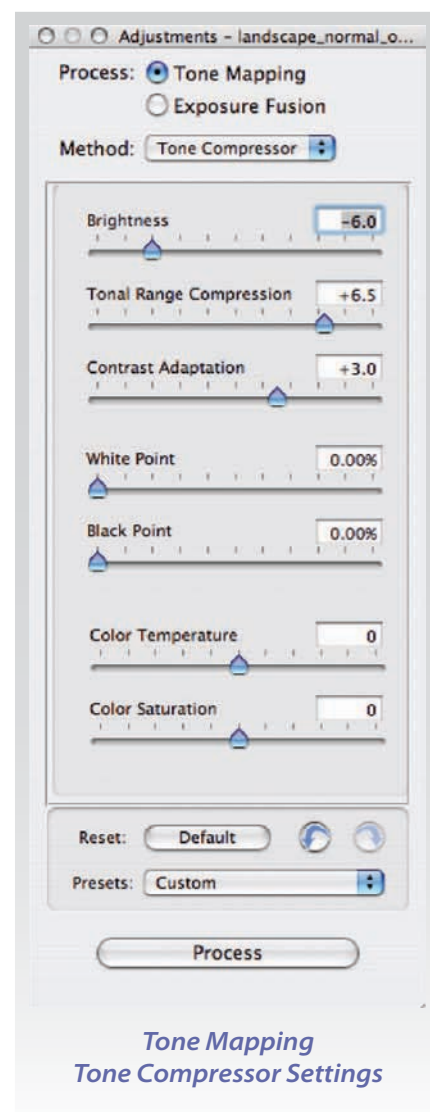 Adjustments – landscape_normal_o...
Process: Tone Mapping
Exposure Fusion
Method: Tone Compressor
Brightness -6.0
Tonal Range Compression +6.5
Contrast Adaptation +3.0
White Point 0.00%
Black Point 0.00%
Color Temperature 0
Color Saturation 0
Reset: Default
Presets: Custom
Process
Tone Mapping
Tone Compressor Settings